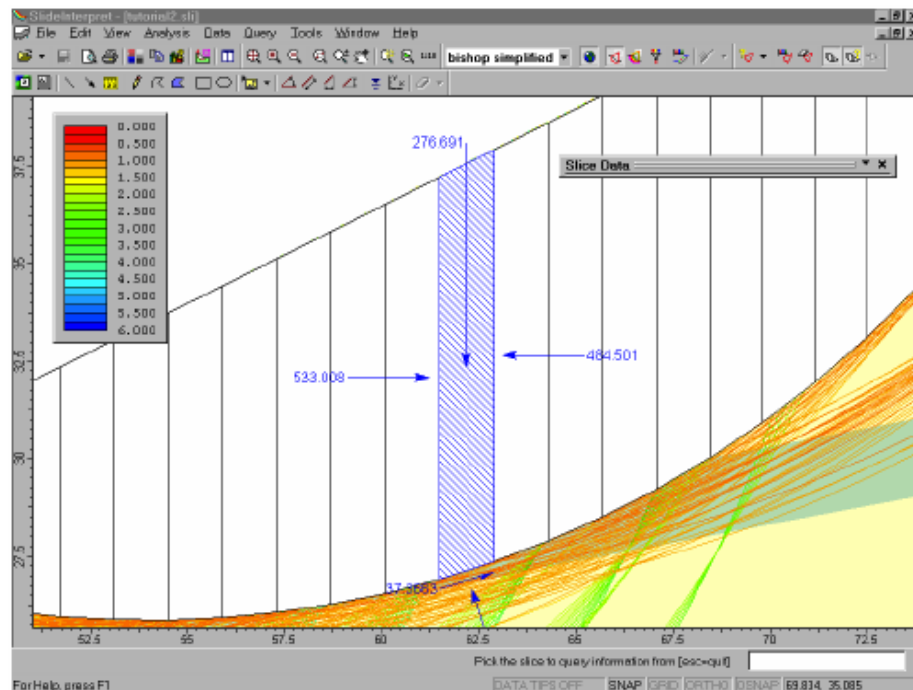 SlideInterpret - [tutorial2.sli]
File Edit View Analysis Data Query Tools Window Help
bishop simplified
0.000
0.500
1.000
1.500
2.000
2.500
3.000
3.500
4.000
4.500
5.000
5.500
6.000
276.691
Slice Data
533.008
484.501
37.3663
37.5
35
32.5
30
27.5
52.5 55 57.5 60 62.5 65 67.5 70 72.5
Pick the slice to query information from [esc=quit]
For Help, press F1
DATA TIPS OFF SNAP GRID ORTHO OSNAP 69.814, 35.085